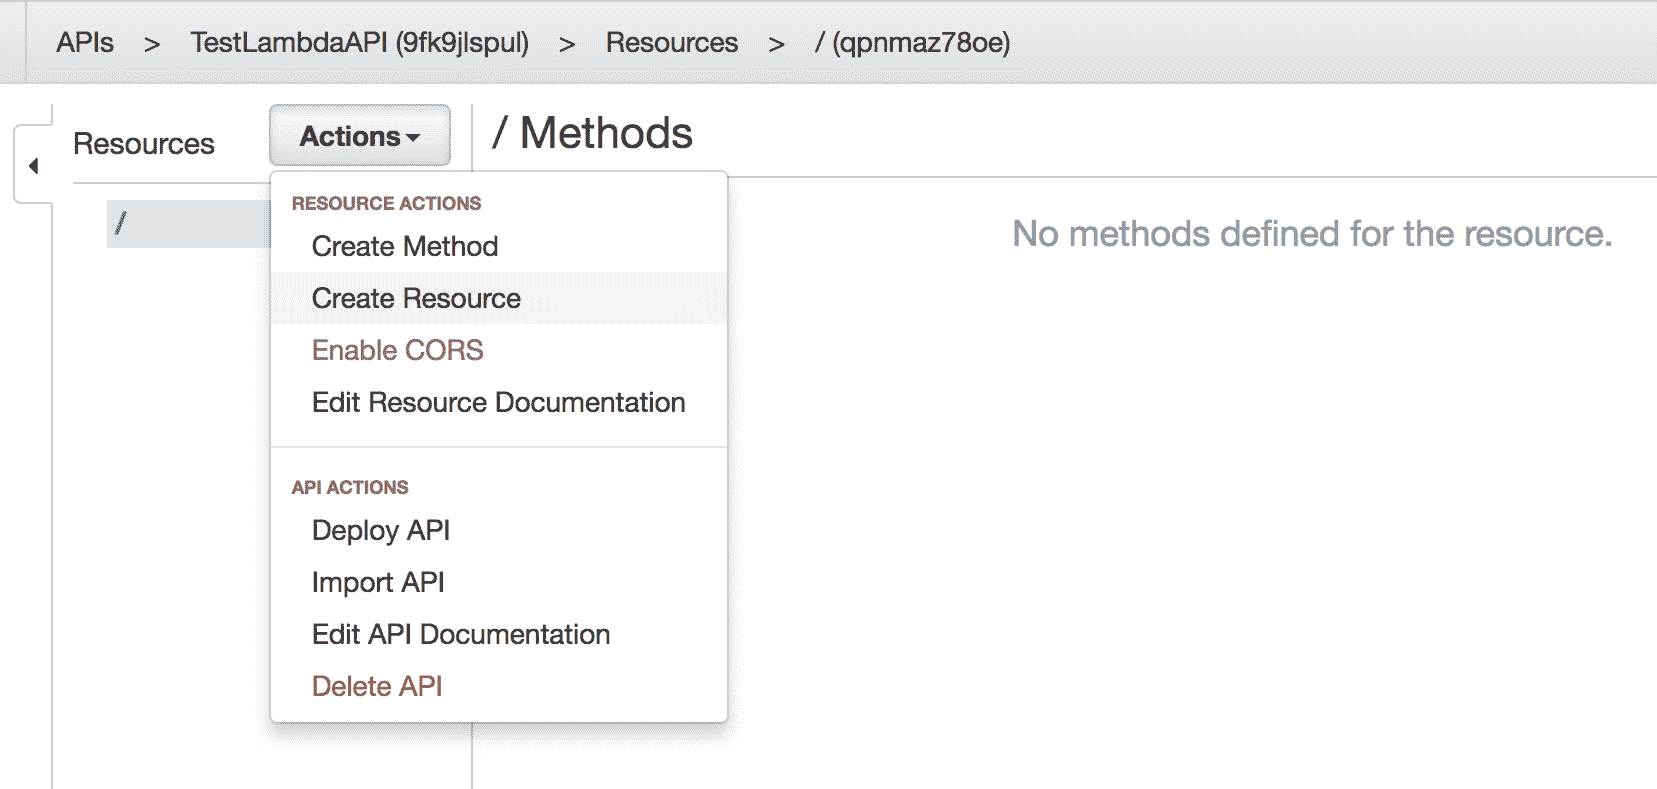 APIs > TestLambdaAPI (9fk9jlspul) > Resources > / (qpnmaz78oe)
Resources
Actions
/ Methods
/
RESOURCE ACTIONS
Create Method
Create Resource
Enable CORS
Edit Resource Documentation
API ACTIONS
Deploy API
Import API
Edit API Documentation
Delete API
No methods defined for the resource.